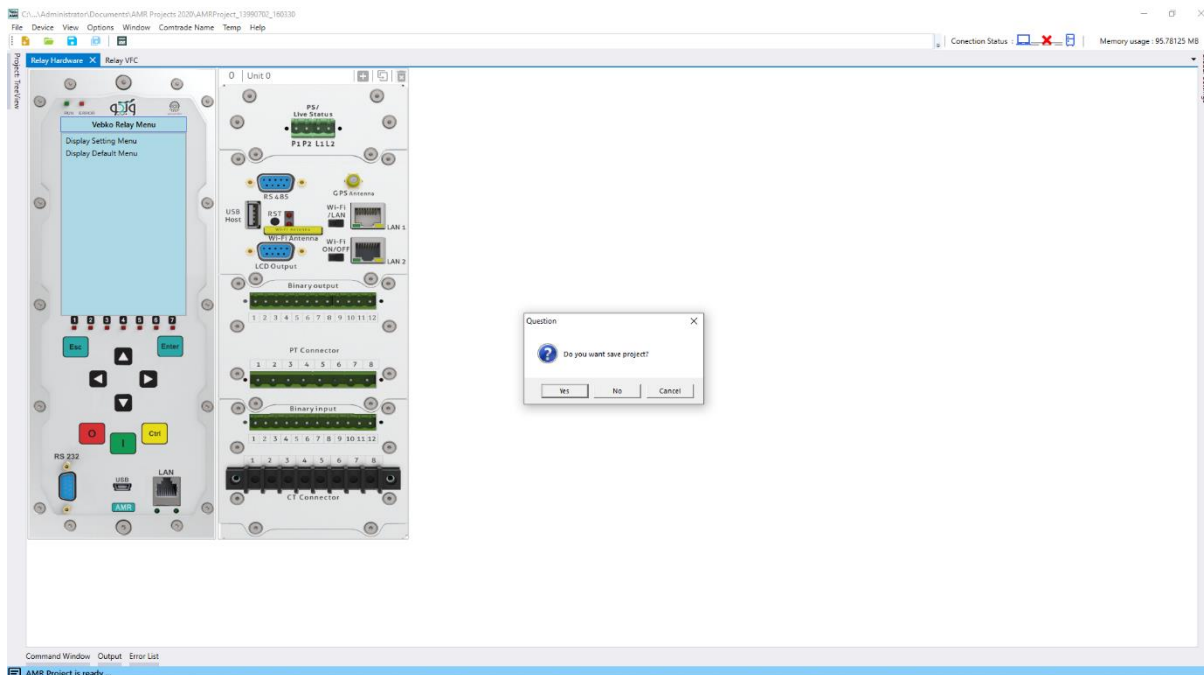 C:\...\Administrator\Documents\AMR Projects 2020\AMRProject_13990702_160130
File Device View Options Window Comtrade Name Temp Help
Conection Status :
Memory usage : 95.78125 MB
Project TreeView
Relay Hardware X Relay VFC
وبکو
Vebko Relay Menu
Display Setting Menu
Display Default Menu
1 2 3 4 5 6 7
Esc
Enter
O
I
Ctrl
RS 232
USB
LAN
AMR
0 Unit 0
PS/
Live Status
P1 P2 L1 L2
RS 485
GPS Antenna
USB
Host
RST
Wi-Fi
/LAN
LAN 1
Wi-Fi Antenna
Wi-Fi
ON/OFF
LCD Output
LAN 2
Binary output
1 2 3 4 5 6 7 8 9 10 11 12
PT Connector
1 2 3 4 5 6 7 8
Binary input
1 2 3 4 5 6 7 8 9 10 11 12
1 2 3 4 5 6 7 8
CT Connector
Question
Do you want save project?
Yes No Cancel
Command Window Output Error List
AMR Project is ready...